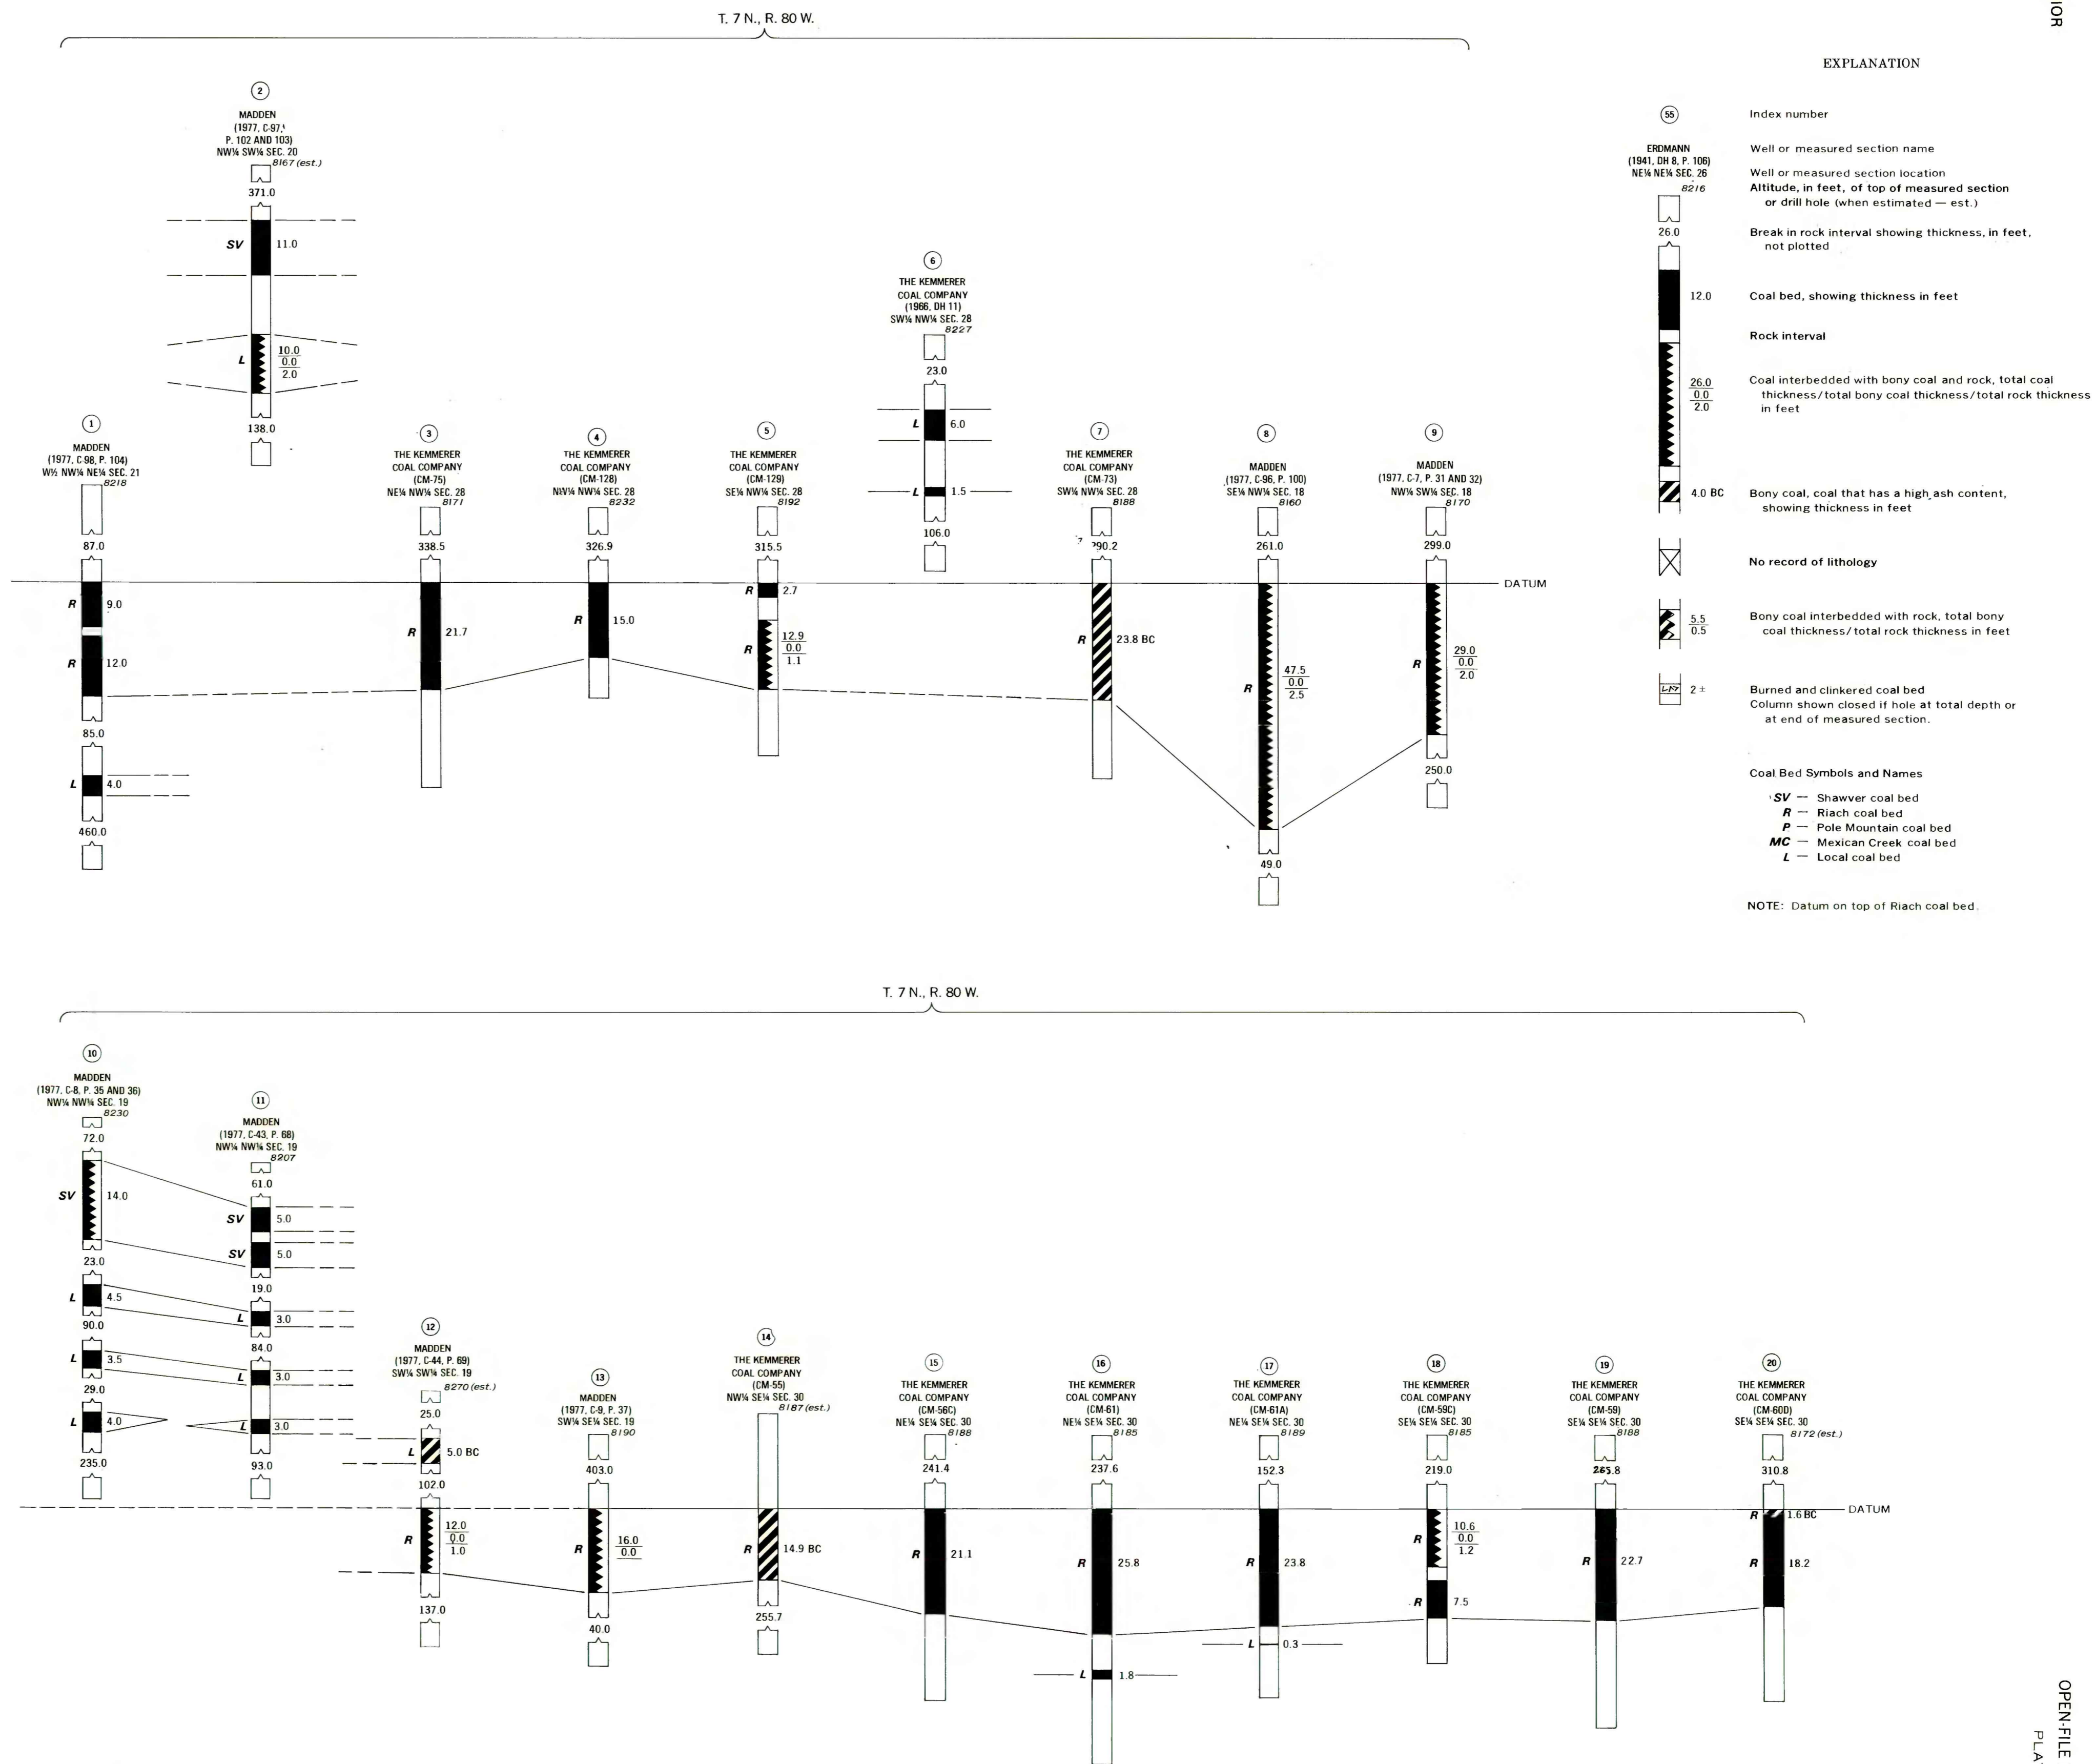 IOR
T. 7 N., R. 80 W.
1
MADDEN
(1977, C-98, P. 104)
W½ NW¼ NE¼ SEC. 21
8218
87.0
R 9.0
R 12.0
85.0
L 4.0
460.0
2
MADDEN
(1977, C-97,
P. 102 AND 103)
NW¼ SW¼ SEC. 20
8167 (est.)
371.0
SV 11.0
L
10.0
0.0
2.0
138.0
3
THE KEMMERER
COAL COMPANY
(CM-75)
NE¼ NW¼ SEC. 28
8171
338.5
R 21.7
4
THE KEMMERER
COAL COMPANY
(CM-128)
NW¼ NW¼ SEC. 28
8232
326.9
R 15.0
5
THE KEMMERER
COAL COMPANY
(CM-129)
SE¼ NW¼ SEC. 28
8192
315.5
R 2.7
R
12.9
0.0
1.1
6
THE KEMMERER
COAL COMPANY
(1966, DH 11)
SW¼ NW¼ SEC. 28
8227
23.0
L 6.0
L 1.5
106.0
7
THE KEMMERER
COAL COMPANY
(CM-73)
SW¼ NW¼ SEC. 28
8188
R 23.8 BC
8
MADDEN
(1977, C-96, P. 100)
SE¼ NW¼ SEC. 18
8160
261.0
R
47.5
0.0
2.5
49.0
9
MADDEN
(1977, C-7, P. 31 AND 32)
NW¼ SW¼ SEC. 18
8170
299.0
DATUM
R
29.0
0.0
2.0
250.0
EXPLANATION
55 Index number
ERDMANN Well or measured section name
(1941, DH 8, P. 106)
NE¼ NE¼ SEC. 26 Well or measured section location
8216 Altitude, in feet, of top of measured section
or drill hole (when estimated — est.)
26.0 Break in rock interval showing thickness, in feet,
not plotted
12.0 Coal bed, showing thickness in feet
Rock interval
26.0
0.0
2.0
Coal interbedded with bony coal and rock, total coal
thickness/total bony coal thickness/total rock thickness
in feet
4.0 BC Bony coal, coal that has a high ash content,
showing thickness in feet
No record of lithology
5.5
0.5
Bony coal interbedded with rock, total bony
coal thickness/total rock thickness in feet
2 ± Burned and clinkered coal bed
Column shown closed if hole at total depth or
at end of measured section.
Coal Bed Symbols and Names
SV — Shawver coal bed
R — Riach coal bed
P — Pole Mountain coal bed
MC — Mexican Creek coal bed
L — Local coal bed
NOTE: Datum on top of Riach coal bed.
T. 7 N., R. 80 W.
10
MADDEN
(1977, C-8, P. 35 AND 36)
NW¼ NW¼ SEC. 19
8230
72.0
SV 14.0
23.0
L 4.5
90.0
L 3.5
29.0
L 4.0
235.0
11
MADDEN
(1977, C-43, P. 68)
NW¼ NW¼ SEC. 19
8207
61.0
SV 5.0
SV 5.0
19.0
L 3.0
84.0
L 3.0
L 3.0
93.0
12
MADDEN
(1977, C-44, P. 69)
SW¼ SW¼ SEC. 19
8270 (est.)
25.0
L 5.0 BC
102.0
R
12.0
0.0
1.0
137.0
13
MADDEN
(1977, C-9, P. 37)
SW¼ SE¼ SEC. 19
8190
403.0
R
16.0
0.0
40.0
14
THE KEMMERER
COAL COMPANY
(CM-55)
NW¼ SE¼ SEC. 30
8187 (est.)
R 14.9 BC
255.7
15
THE KEMMERER
COAL COMPANY
(CM-56C)
NE¼ SE¼ SEC. 30
8188
241.4
R 21.1
16
THE KEMMERER
COAL COMPANY
(CM-61)
NE¼ SE¼ SEC. 30
8185
237.6
R 25.8
L 1.8
17
THE KEMMERER
COAL COMPANY
(CM-61A)
NE¼ SE¼ SEC. 30
8189
152.3
R 23.8
L 0.3
18
THE KEMMERER
COAL COMPANY
(CM-59C)
SE¼ SE¼ SEC. 30
8185
219.0
R
10.6
0.0
1.2
R 7.5
19
THE KEMMERER
COAL COMPANY
(CM-59)
SE¼ SE¼ SEC. 30
8188
265.8
R 22.7
20
THE KEMMERER
COAL COMPANY
(CM-60D)
SE¼ SE¼ SEC. 30
8172 (est.)
310.8
DATUM
R 1.6 BC
R 18.2
OPEN-FILE
PLA